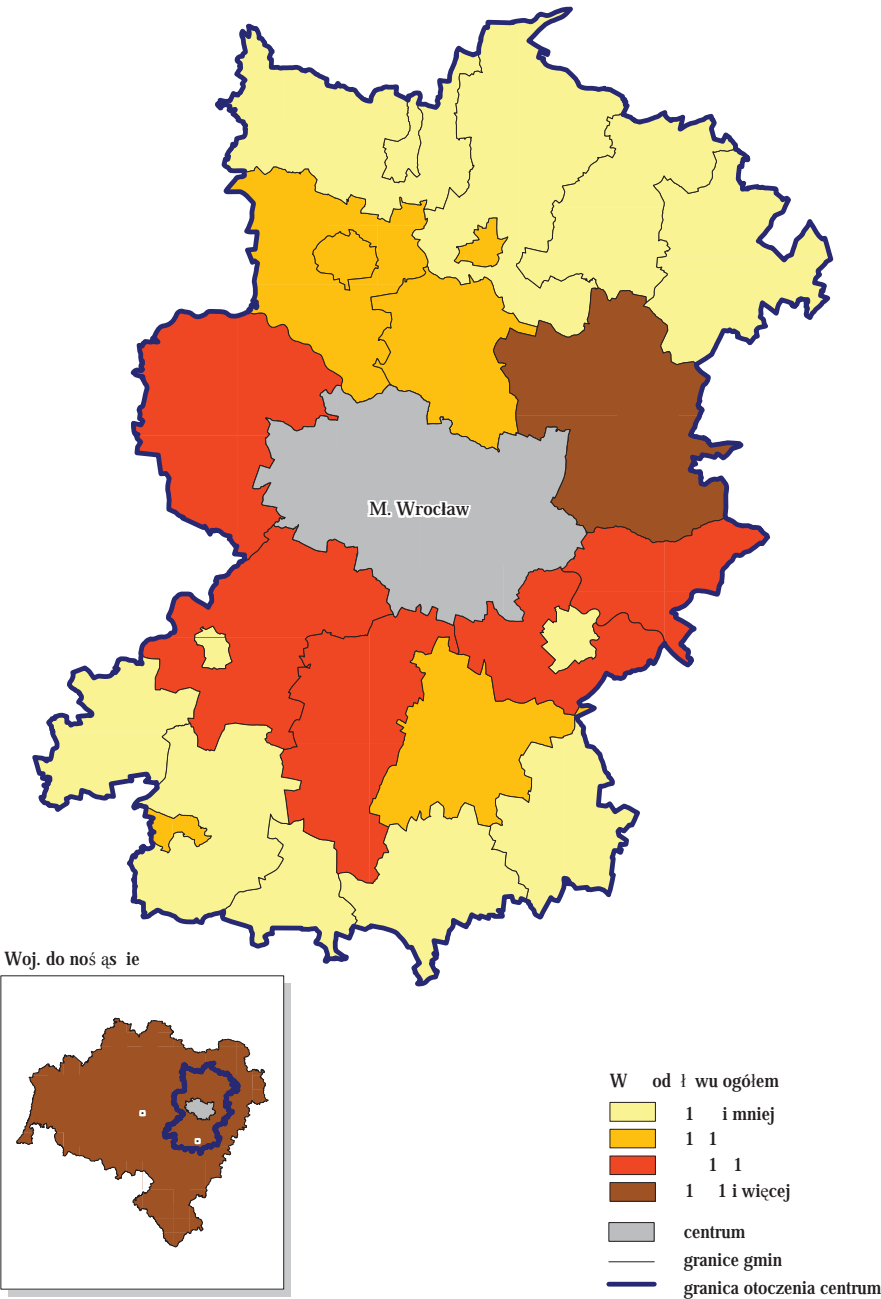 M. Wrocław
Woj. do noś ąs ie
W od ł wu ogółem
1 i mniej
1 1
1 1
1 1 i więcej
centrum
granice gmin
granica otoczenia centrum